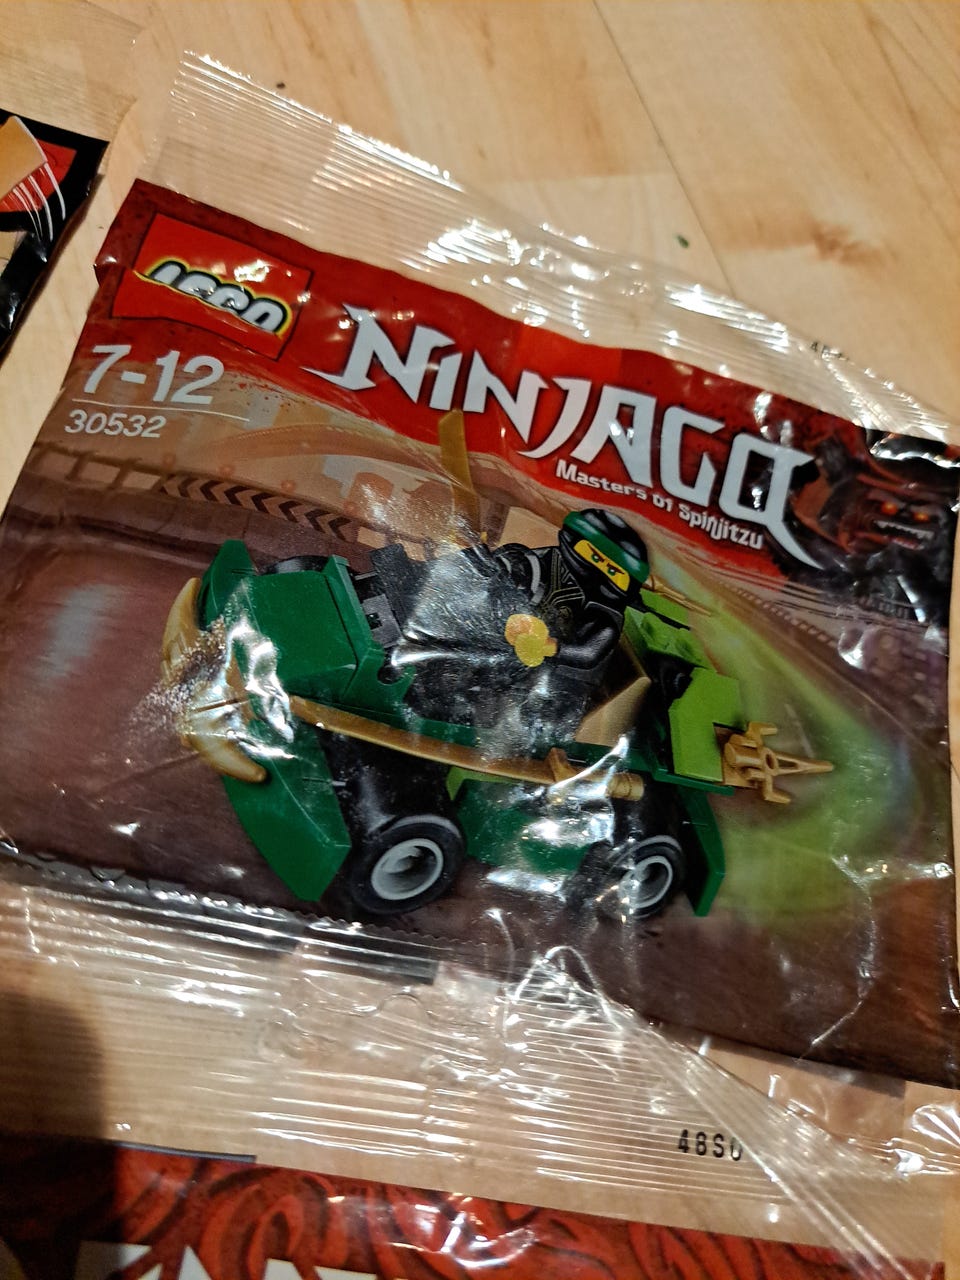 LEGO
7-12
30532
NINJAGO
Masters of Spinjitzu
48S0